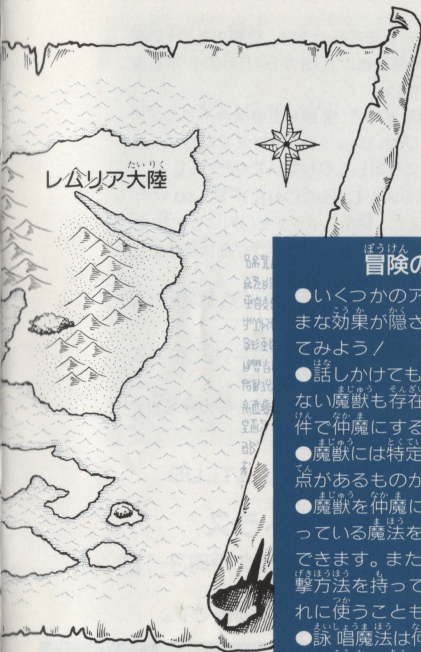 レムリア大陸
冒険の
●いくつかのア
まな効果が隠さ
てみよう！
●話しかけても
ない魔獣も存在
件で仲魔にする
●魔獣には特定
点があるものが
●魔獣を仲魔に
っている魔法を
できます。また
撃方法を持って
れに使うことも
●詠唱魔法は何